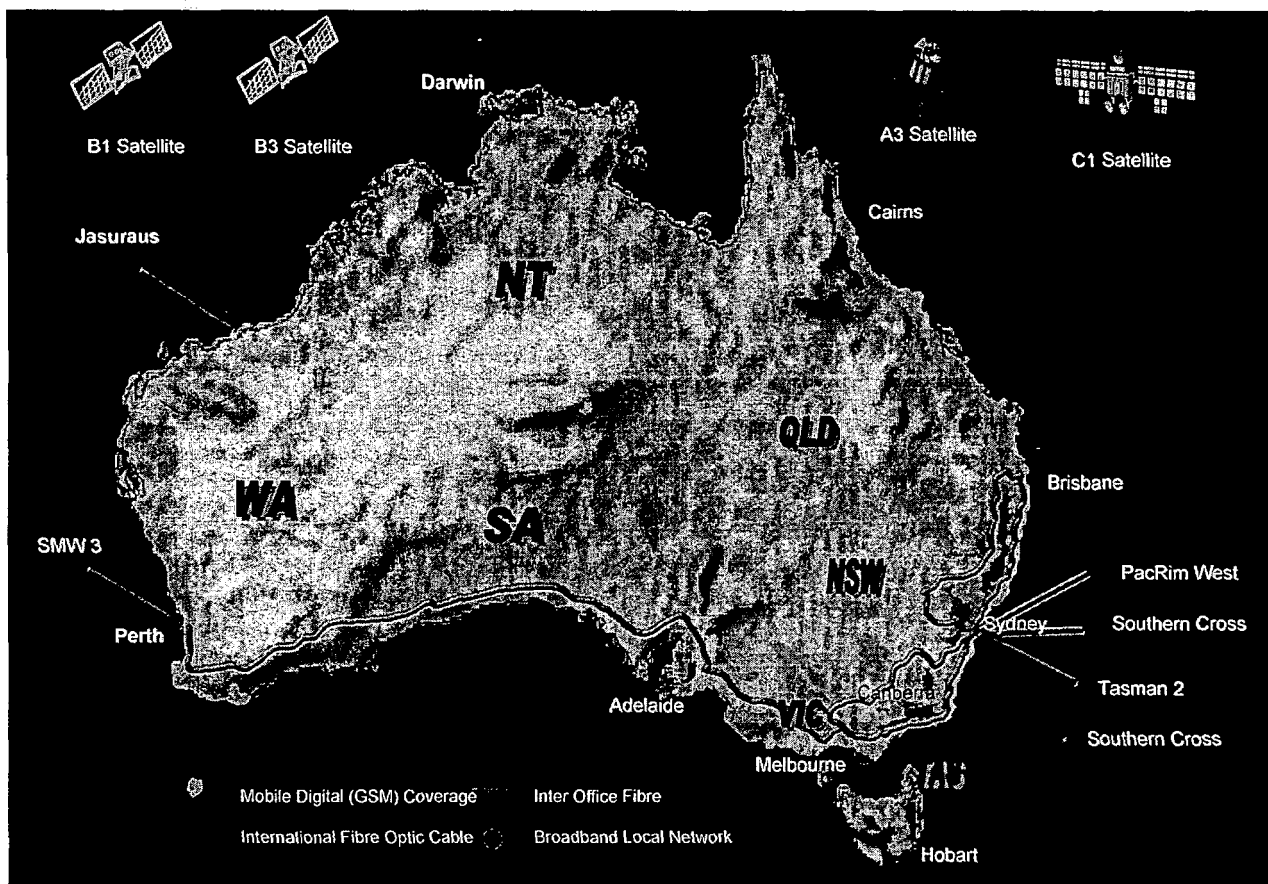 Darwin
B1 Satellite
B3 Satellite
A3 Satellite
C1 Satellite
Cairns
Jasuraus
NT
QLD
Brisbane
WA
SA
SMW 3
NSW
PacRim West
Perth
Sydney
Southern Cross
Canberra
Tasman 2
Adelaide
VIC
Southern Cross
Melbourne
Mobile Digital (GSM) Coverage
Inter Office Fibre
International Fibre Optic Cable
Broadband Local Network
Hobart